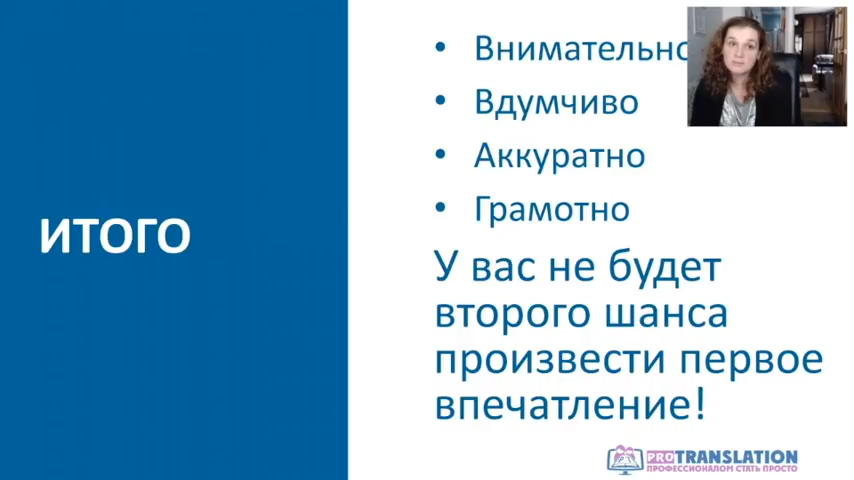 ИТОГО
• Внимательно
• Вдумчиво
• Аккуратно
• Грамотно
У вас не будет
второго шанса
произвести первое
впечатление!
PROTRANSLATION
ПРОФЕССИОНАЛОМ СТАТЬ ПРОСТО